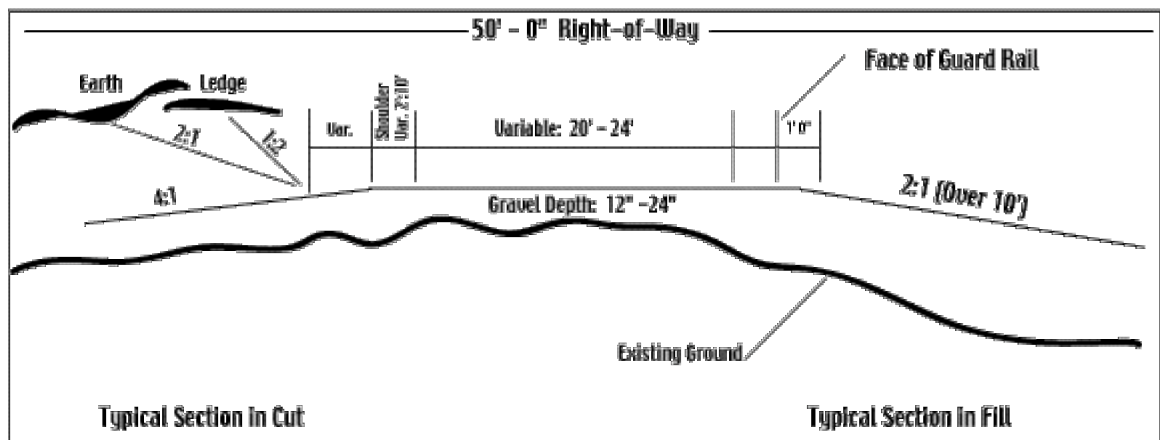 50' - 0" Right-of-Way
Face of Guard Rail
Earth
Ledge
2:1
1:2
Var.
Shoulder
Var. 2'-10'
Variable: 20' - 24'
1' 0"
4:1
Gravel Depth: 12" -24"
2:1 (Over 10')
Existing Ground
Typical Section in Cut
Typical Section in Fill